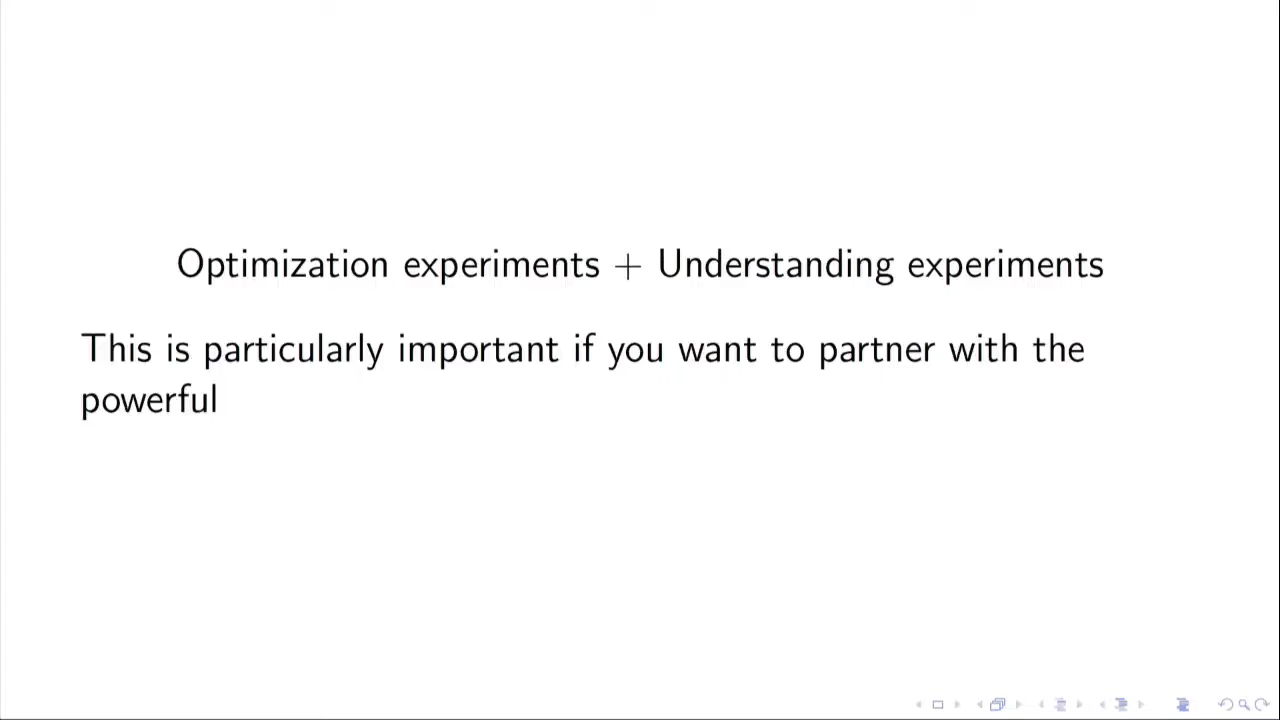 Optimization experiments + Understanding experiments
This is particularly important if you want to partner with the
powerful